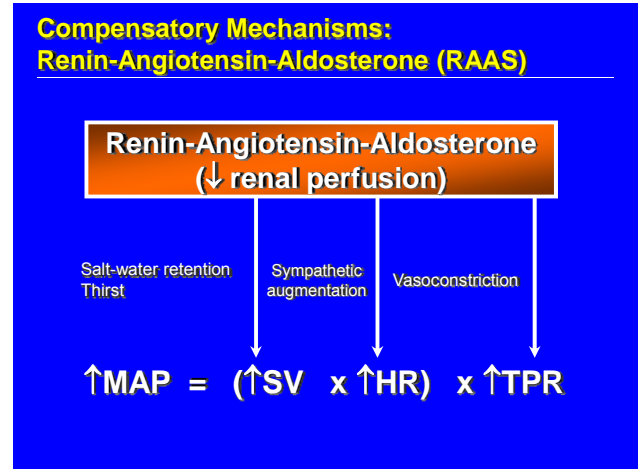 Compensatory Mechanisms:
Renin-Angiotensin-Aldosterone (RAAS)
Renin-Angiotensin-Aldosterone
(↓ renal perfusion)
Salt-water retention
Thirst
Sympathetic
augmentation
Vasoconstriction
↑MAP = (↑SV x ↑HR) x ↑TPR